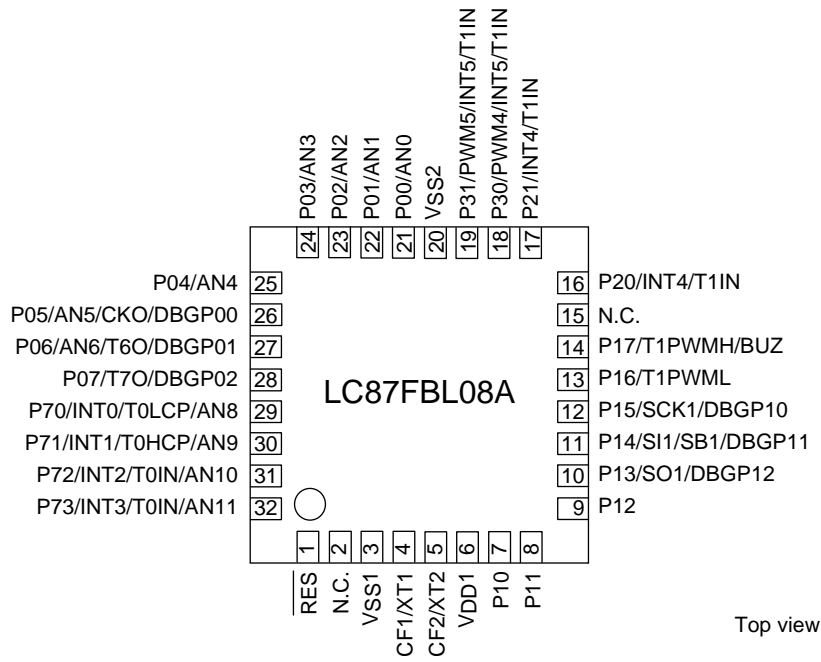 P03/AN3
P02/AN2
P01/AN1
P00/AN0
VSS2
P31/PWM5/INT5/T1IN
P30/PWM4/INT5/T1IN
P21/INT4/T1IN
24
23
22
21
20
19
18
17
P04/AN4 25
P05/AN5/CKO/DBGP00 26
P06/AN6/T6O/DBGP01 27
P07/T7O/DBGP02 28
P70/INT0/T0LCP/AN8 29
P71/INT1/T0HCP/AN9 30
P72/INT2/T0IN/AN10 31
P73/INT3/T0IN/AN11 32
LC87FBL08A
16 P20/INT4/T1IN
15 N.C.
14 P17/T1PWMH/BUZ
13 P16/T1PWML
12 P15/SCK1/DBGP10
11 P14/SI1/SB1/DBGP11
10 P13/SO1/DBGP12
9 P12
1
2
3
4
5
6
7
8
RES
N.C.
VSS1
CF1/XT1
CF2/XT2
VDD1
P10
P11
Top view